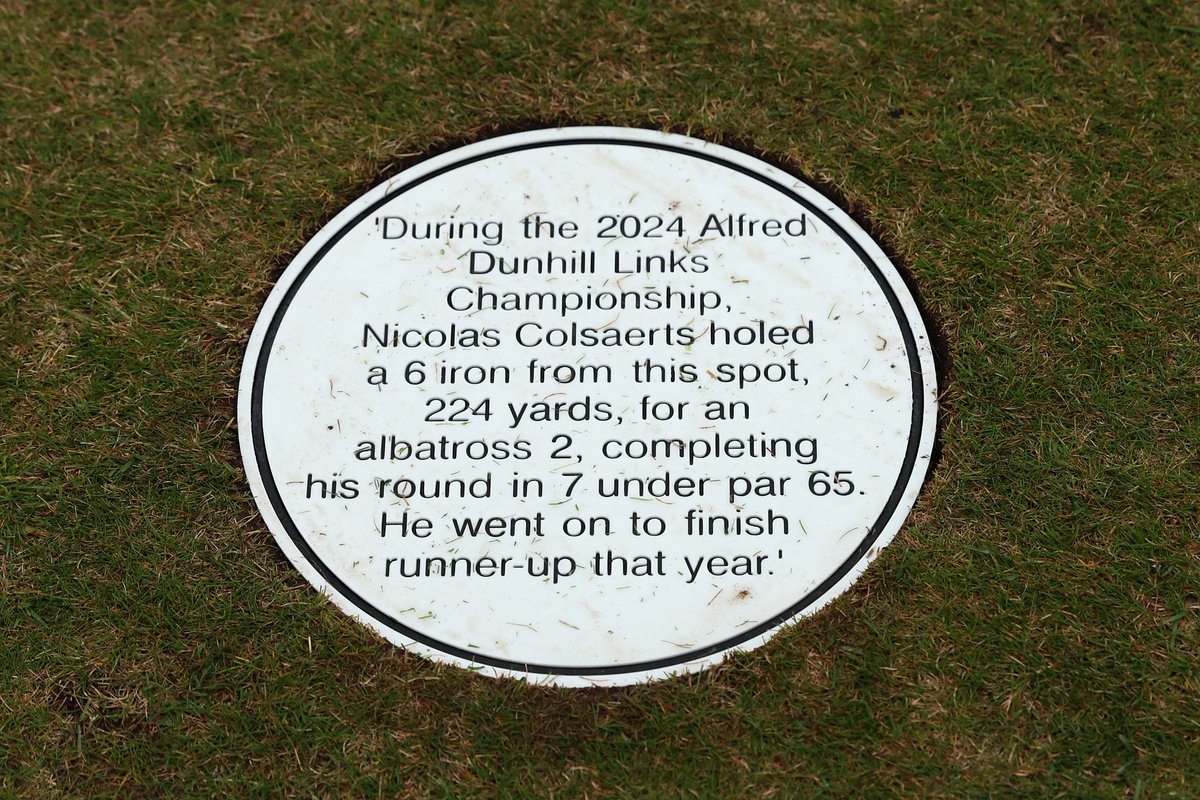 'During the 2024 Alfred
Dunhill Links
Championship,
Nicolas Colsaerts holed
a 6 iron from this spot,
224 yards, for an
albatross 2, completing
his round in 7 under par 65.
He went on to finish
runner-up that year.'